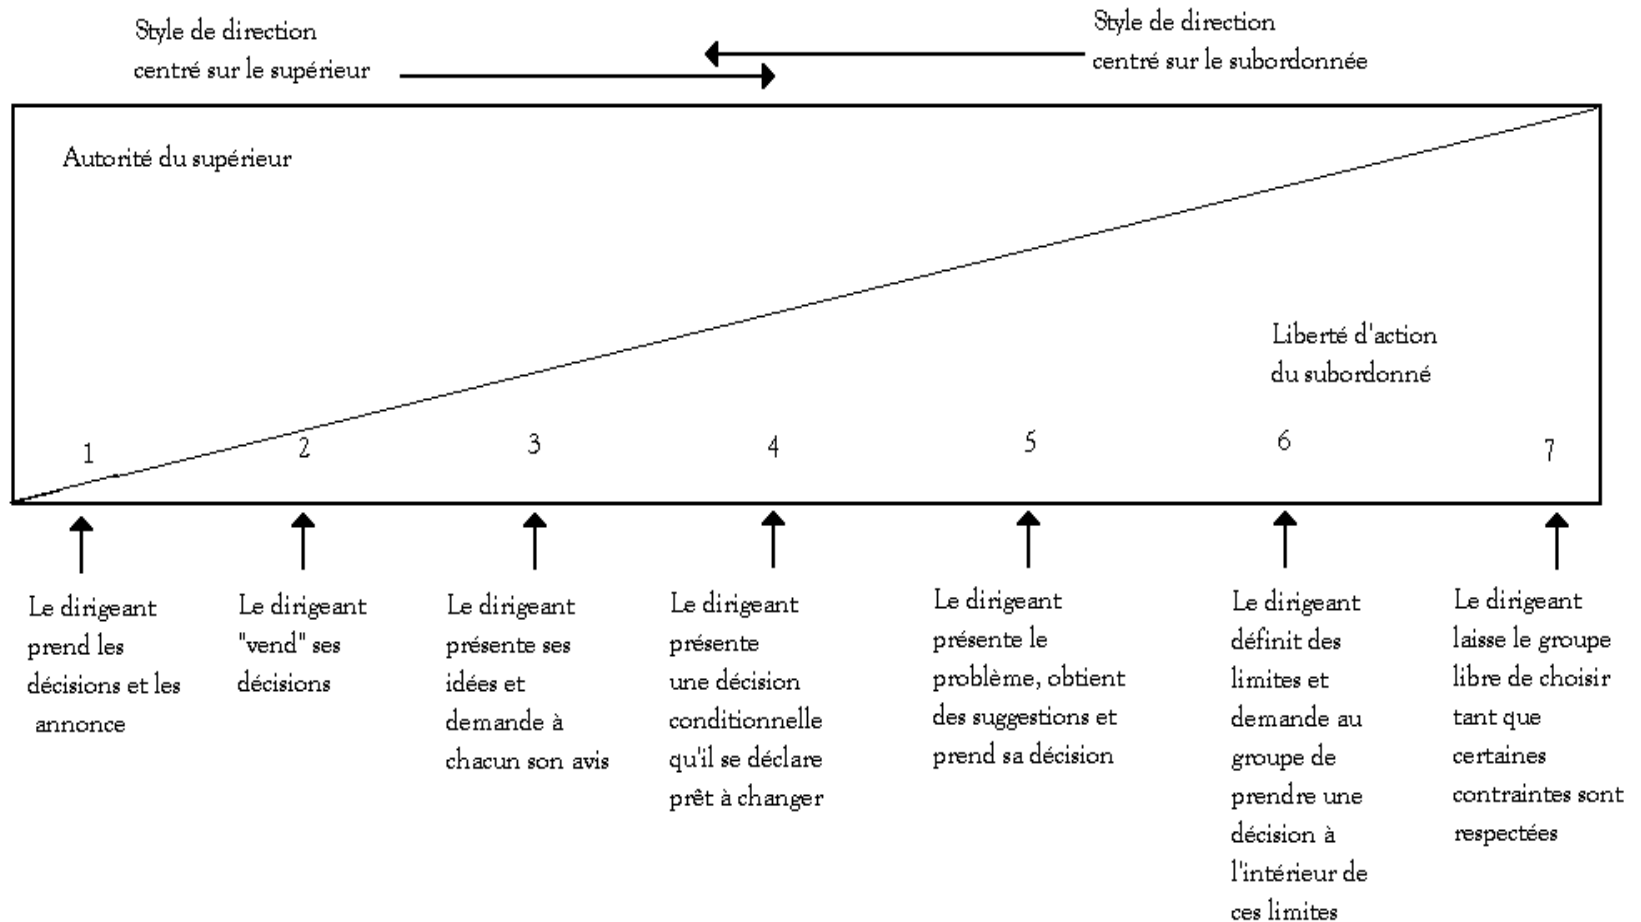 Style de direction
centré sur le supérieur
Style de direction
centré sur le subordonnée
Autorité du supérieur
Liberté d'action
du subordonné
1
2
3
4
5
6
7
Le dirigeant
prend les
décisions et les
annonce
Le dirigeant
"vend" ses
décisions
Le dirigeant
présente ses
idées et
demande à
chacun son avis
Le dirigeant
présente
une décision
conditionnelle
qu'il se déclare
prêt à changer
Le dirigeant
présente le
problème, obtient
des suggestions et
prend sa décision
Le dirigeant
définit des
limites et
demande au
groupe de
prendre une
décision à
l'intérieur de
ces limites
Le dirigeant
laisse le groupe
libre de choisir
tant que
certaines
contraintes sont
respectées